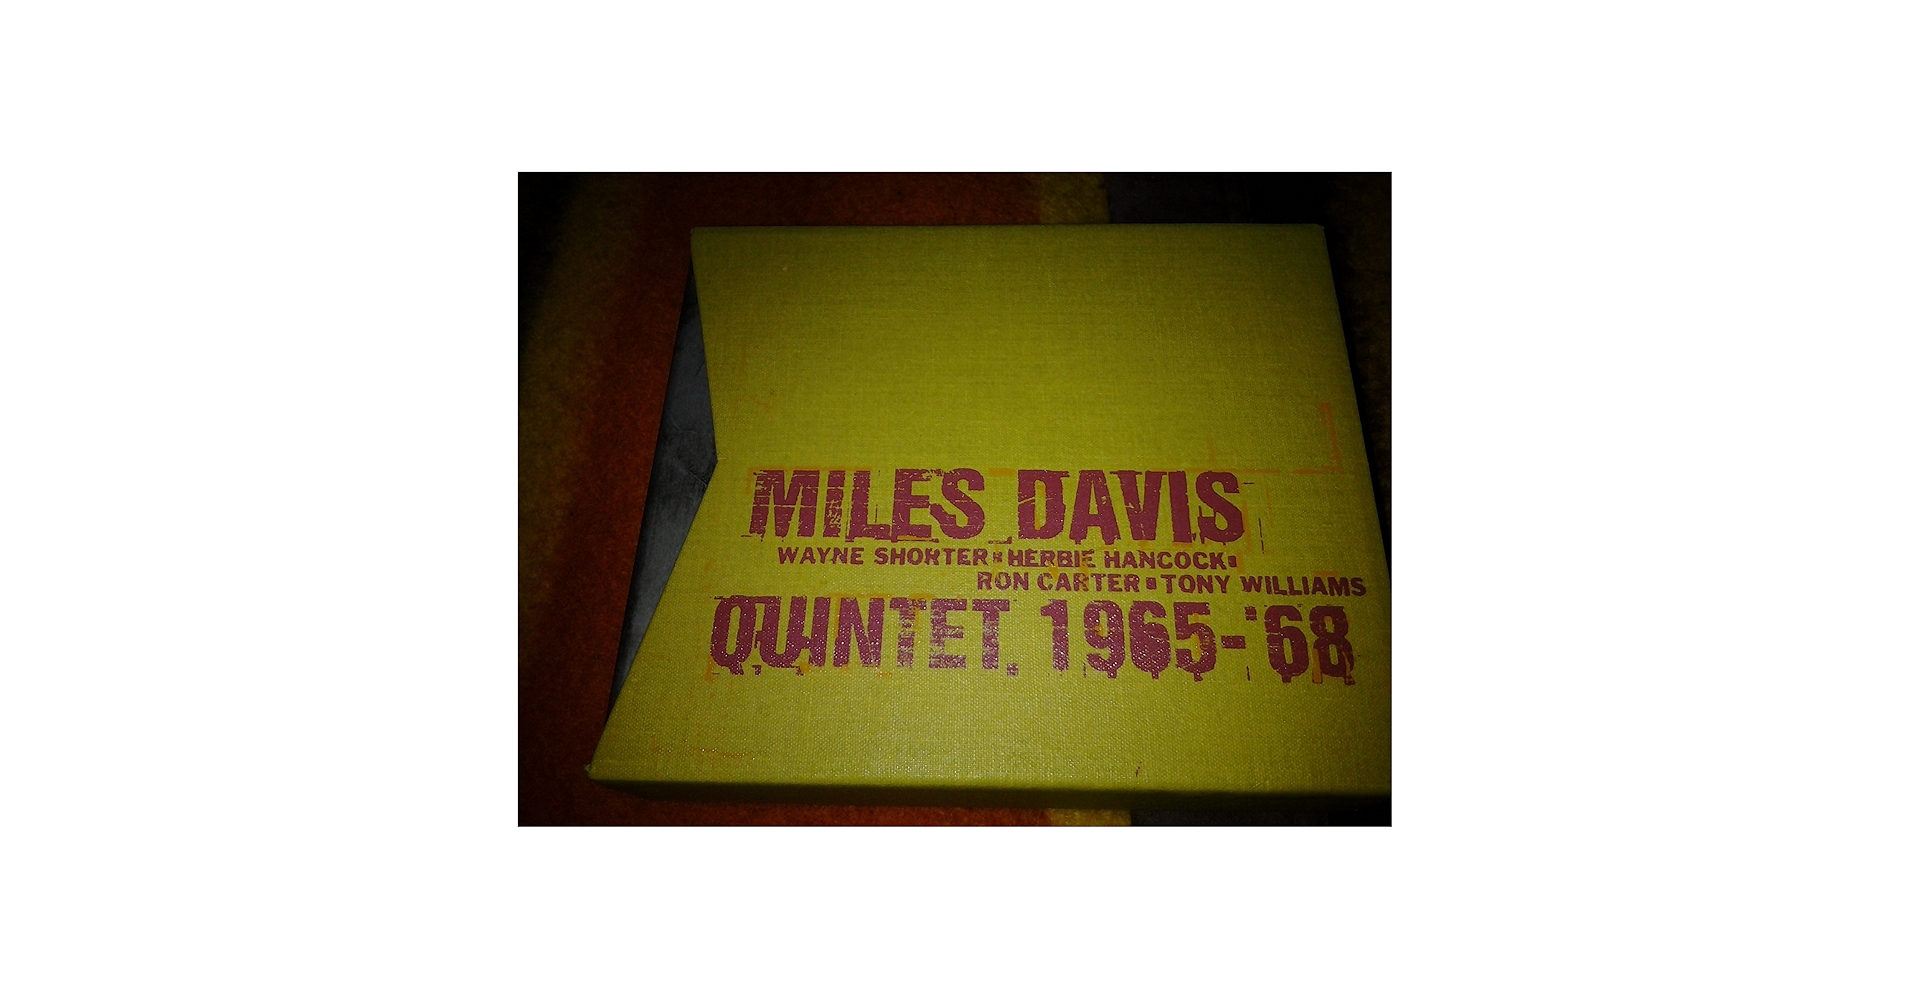 MILES DAVIS
WAYNE SHORTER▪HERBIE HANCOCK▪
RON CARTER▪TONY WILLIAMS
QUINTET, 1965-'68